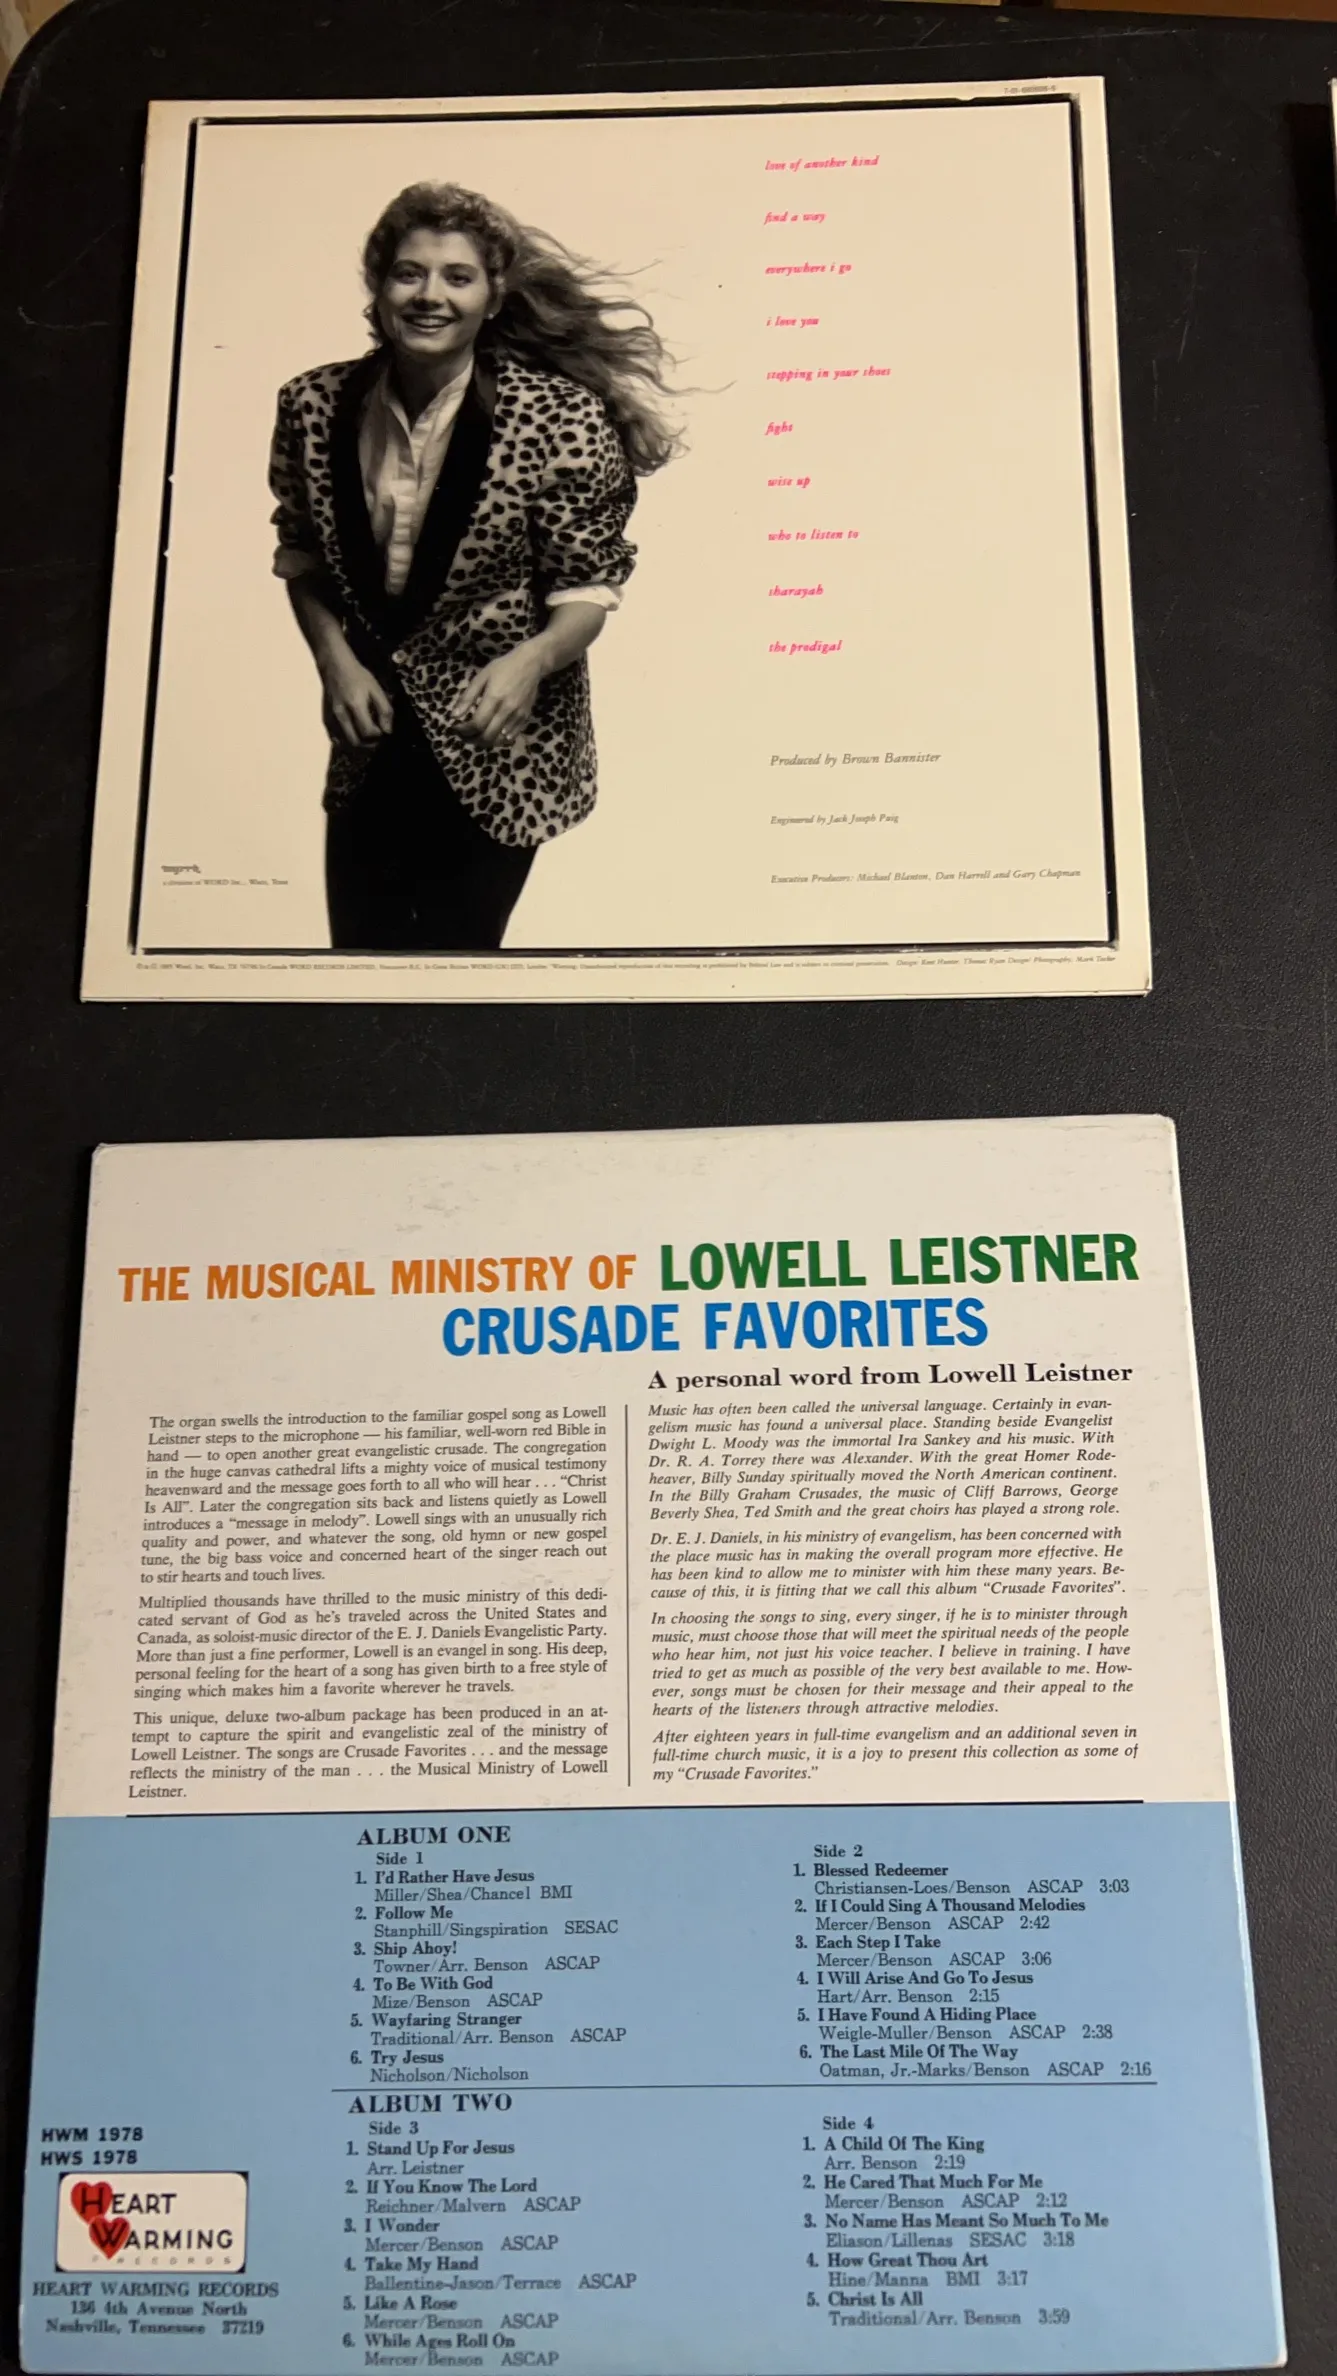 love of another kind
find a way
everywhere i go
i love you
stepping in your shoes
fight
wise up
who to listen to
sharayah
the prodigal
Produced by Brown Bannister
Engineered by Jack Joseph Puig
Executive Producers: Michael Blanton, Dan Harrell and Gary Chapman
myrrh
a division of WORD Inc., Waco, Texas
THE MUSICAL MINISTRY OF LOWELL LEISTNER
CRUSADE FAVORITES
The organ swells the introduction to the familiar gospel song as Lowell
Leistner steps to the microphone — his familiar, well-worn red Bible in
hand — to open another great evangelistic crusade. The congregation
in the huge canvas cathedral lifts a mighty voice of musical testimony
heavenward and the message goes forth to all who will hear . . . “Christ
Is All”. Later the congregation sits back and listens quietly as Lowell
introduces a “message in melody”. Lowell sings with an unusually rich
quality and power, and whatever the song, old hymn or new gospel
tune, the big bass voice and concerned heart of the singer reach out
to stir hearts and touch lives.
Multiplied thousands have thrilled to the music ministry of this dedi-
cated servant of God as he’s traveled across the United States and
Canada, as soloist-music director of the E. J. Daniels Evangelistic Party.
More than just a fine performer, Lowell is an evangel in song. His deep,
personal feeling for the heart of a song has given birth to a free style of
singing which makes him a favorite wherever he travels.
This unique, deluxe two-album package has been produced in an at-
tempt to capture the spirit and evangelistic zeal of the ministry of
Lowell Leistner. The songs are Crusade Favorites . . . and the message
reflects the ministry of the man . . . the Musical Ministry of Lowell
Leistner.
A personal word from Lowell Leistner
Music has often been called the universal language. Certainly in evan-
gelism music has found a universal place. Standing beside Evangelist
Dwight L. Moody was the immortal Ira Sankey and his music. With
Dr. R. A. Torrey there was Alexander. With the great Homer Rode-
heaver, Billy Sunday spiritually moved the North American continent.
In the Billy Graham Crusades, the music of Cliff Barrows, George
Beverly Shea, Ted Smith and the great choirs has played a strong role.
Dr. E. J. Daniels, in his ministry of evangelism, has been concerned with
the place music has in making the overall program more effective. He
has been kind to allow me to minister with him these many years. Be-
cause of this, it is fitting that we call this album “Crusade Favorites”.
In choosing the songs to sing, every singer, if he is to minister through
music, must choose those that will meet the spiritual needs of the people
who hear him, not just his voice teacher. I believe in training. I have
tried to get as much as possible of the very best available to me. How-
ever, songs must be chosen for their message and their appeal to the
hearts of the listeners through attractive melodies.
After eighteen years in full-time evangelism and an additional seven in
full-time church music, it is a joy to present this collection as some of
my “Crusade Favorites.”
ALBUM ONE
Side 1
1. I’d Rather Have Jesus
Miller/Shea/Chancel BMI
2. Follow Me
Stanphill/Singspiration SESAC
3. Ship Ahoy!
Towner/Arr. Benson ASCAP
4. To Be With God
Mize/Benson ASCAP
5. Wayfaring Stranger
Traditional/Arr. Benson ASCAP
6. Try Jesus
Nicholson/Nicholson
Side 2
1. Blessed Redeemer
Christiansen-Loes/Benson ASCAP 3:03
2. If I Could Sing A Thousand Melodies
Mercer/Benson ASCAP 2:42
3. Each Step I Take
Mercer/Benson ASCAP 3:06
4. I Will Arise And Go To Jesus
Hart/Arr. Benson 2:15
5. I Have Found A Hiding Place
Weigle-Muller/Benson ASCAP 2:38
6. The Last Mile Of The Way
Oatman, Jr.-Marks/Benson ASCAP 2:16
ALBUM TWO
Side 3
1. Stand Up For Jesus
Arr. Leistner
2. If You Know The Lord
Reichner/Malvern ASCAP
3. I Wonder
Mercer/Benson ASCAP
4. Take My Hand
Ballentine-Jason/Terrace ASCAP
5. Like A Rose
Mercer/Benson ASCAP
6. While Ages Roll On
Mercer/Benson ASCAP
Side 4
1. A Child Of The King
Arr. Benson 2:19
2. He Cared That Much For Me
Mercer/Benson ASCAP 2:12
3. No Name Has Meant So Much To Me
Eliason/Lillenas SESAC 3:18
4. How Great Thou Art
Hine/Manna BMI 3:17
5. Christ Is All
Traditional/Arr. Benson 3:59
HWM 1978
HWS 1978
HEART
WARMING
RECORDS
HEART WARMING RECORDS
136 4th Avenue North
Nashville, Tennessee 37219